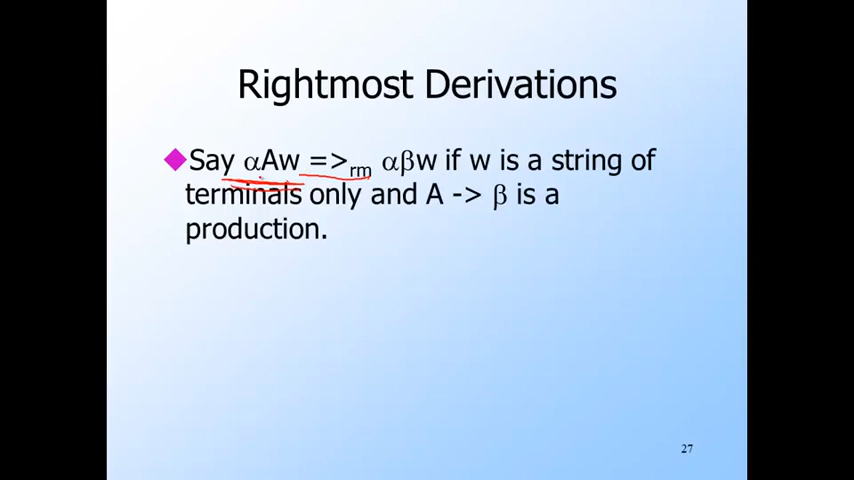 Rightmost Derivations
Say αAw =>rm αβw if w is a string of
terminals only and A -> β is a
production.
27